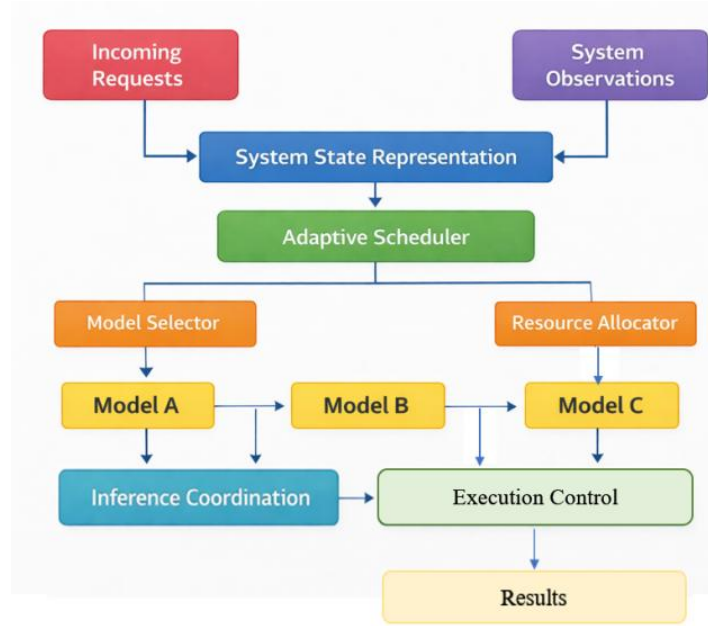 Incoming
Requests
System
Observations
System State Representation
Adaptive Scheduler
Model Selector
Resource Allocator
Model A
Model B
Model C
Inference Coordination
Execution Control
Results